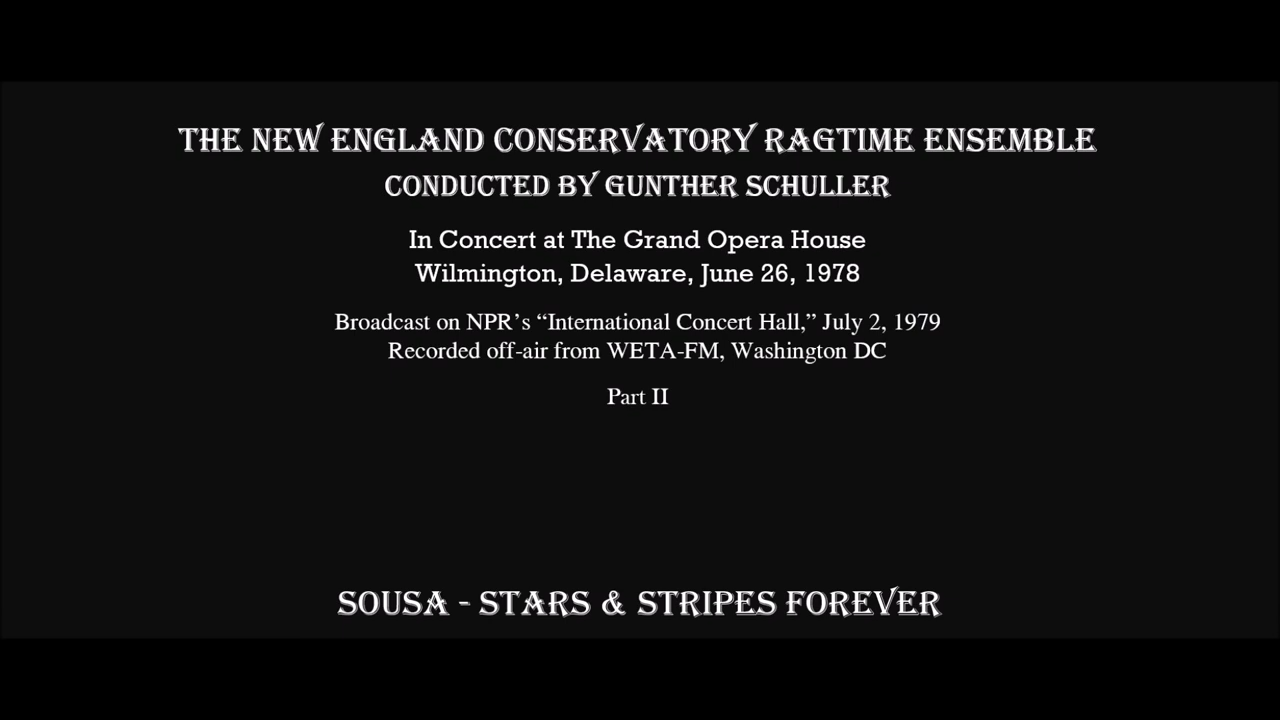 THE NEW ENGLAND CONSERVATORY RAGTIME ENSEMBLE
CONDUCTED BY GUNTHER SCHULLER
In Concert at The Grand Opera House
Wilmington, Delaware, June 26, 1978
Broadcast on NPR’s “International Concert Hall,” July 2, 1979
Recorded off-air from WETA-FM, Washington DC
Part II
SOUSA - STARS & STRIPES FOREVER